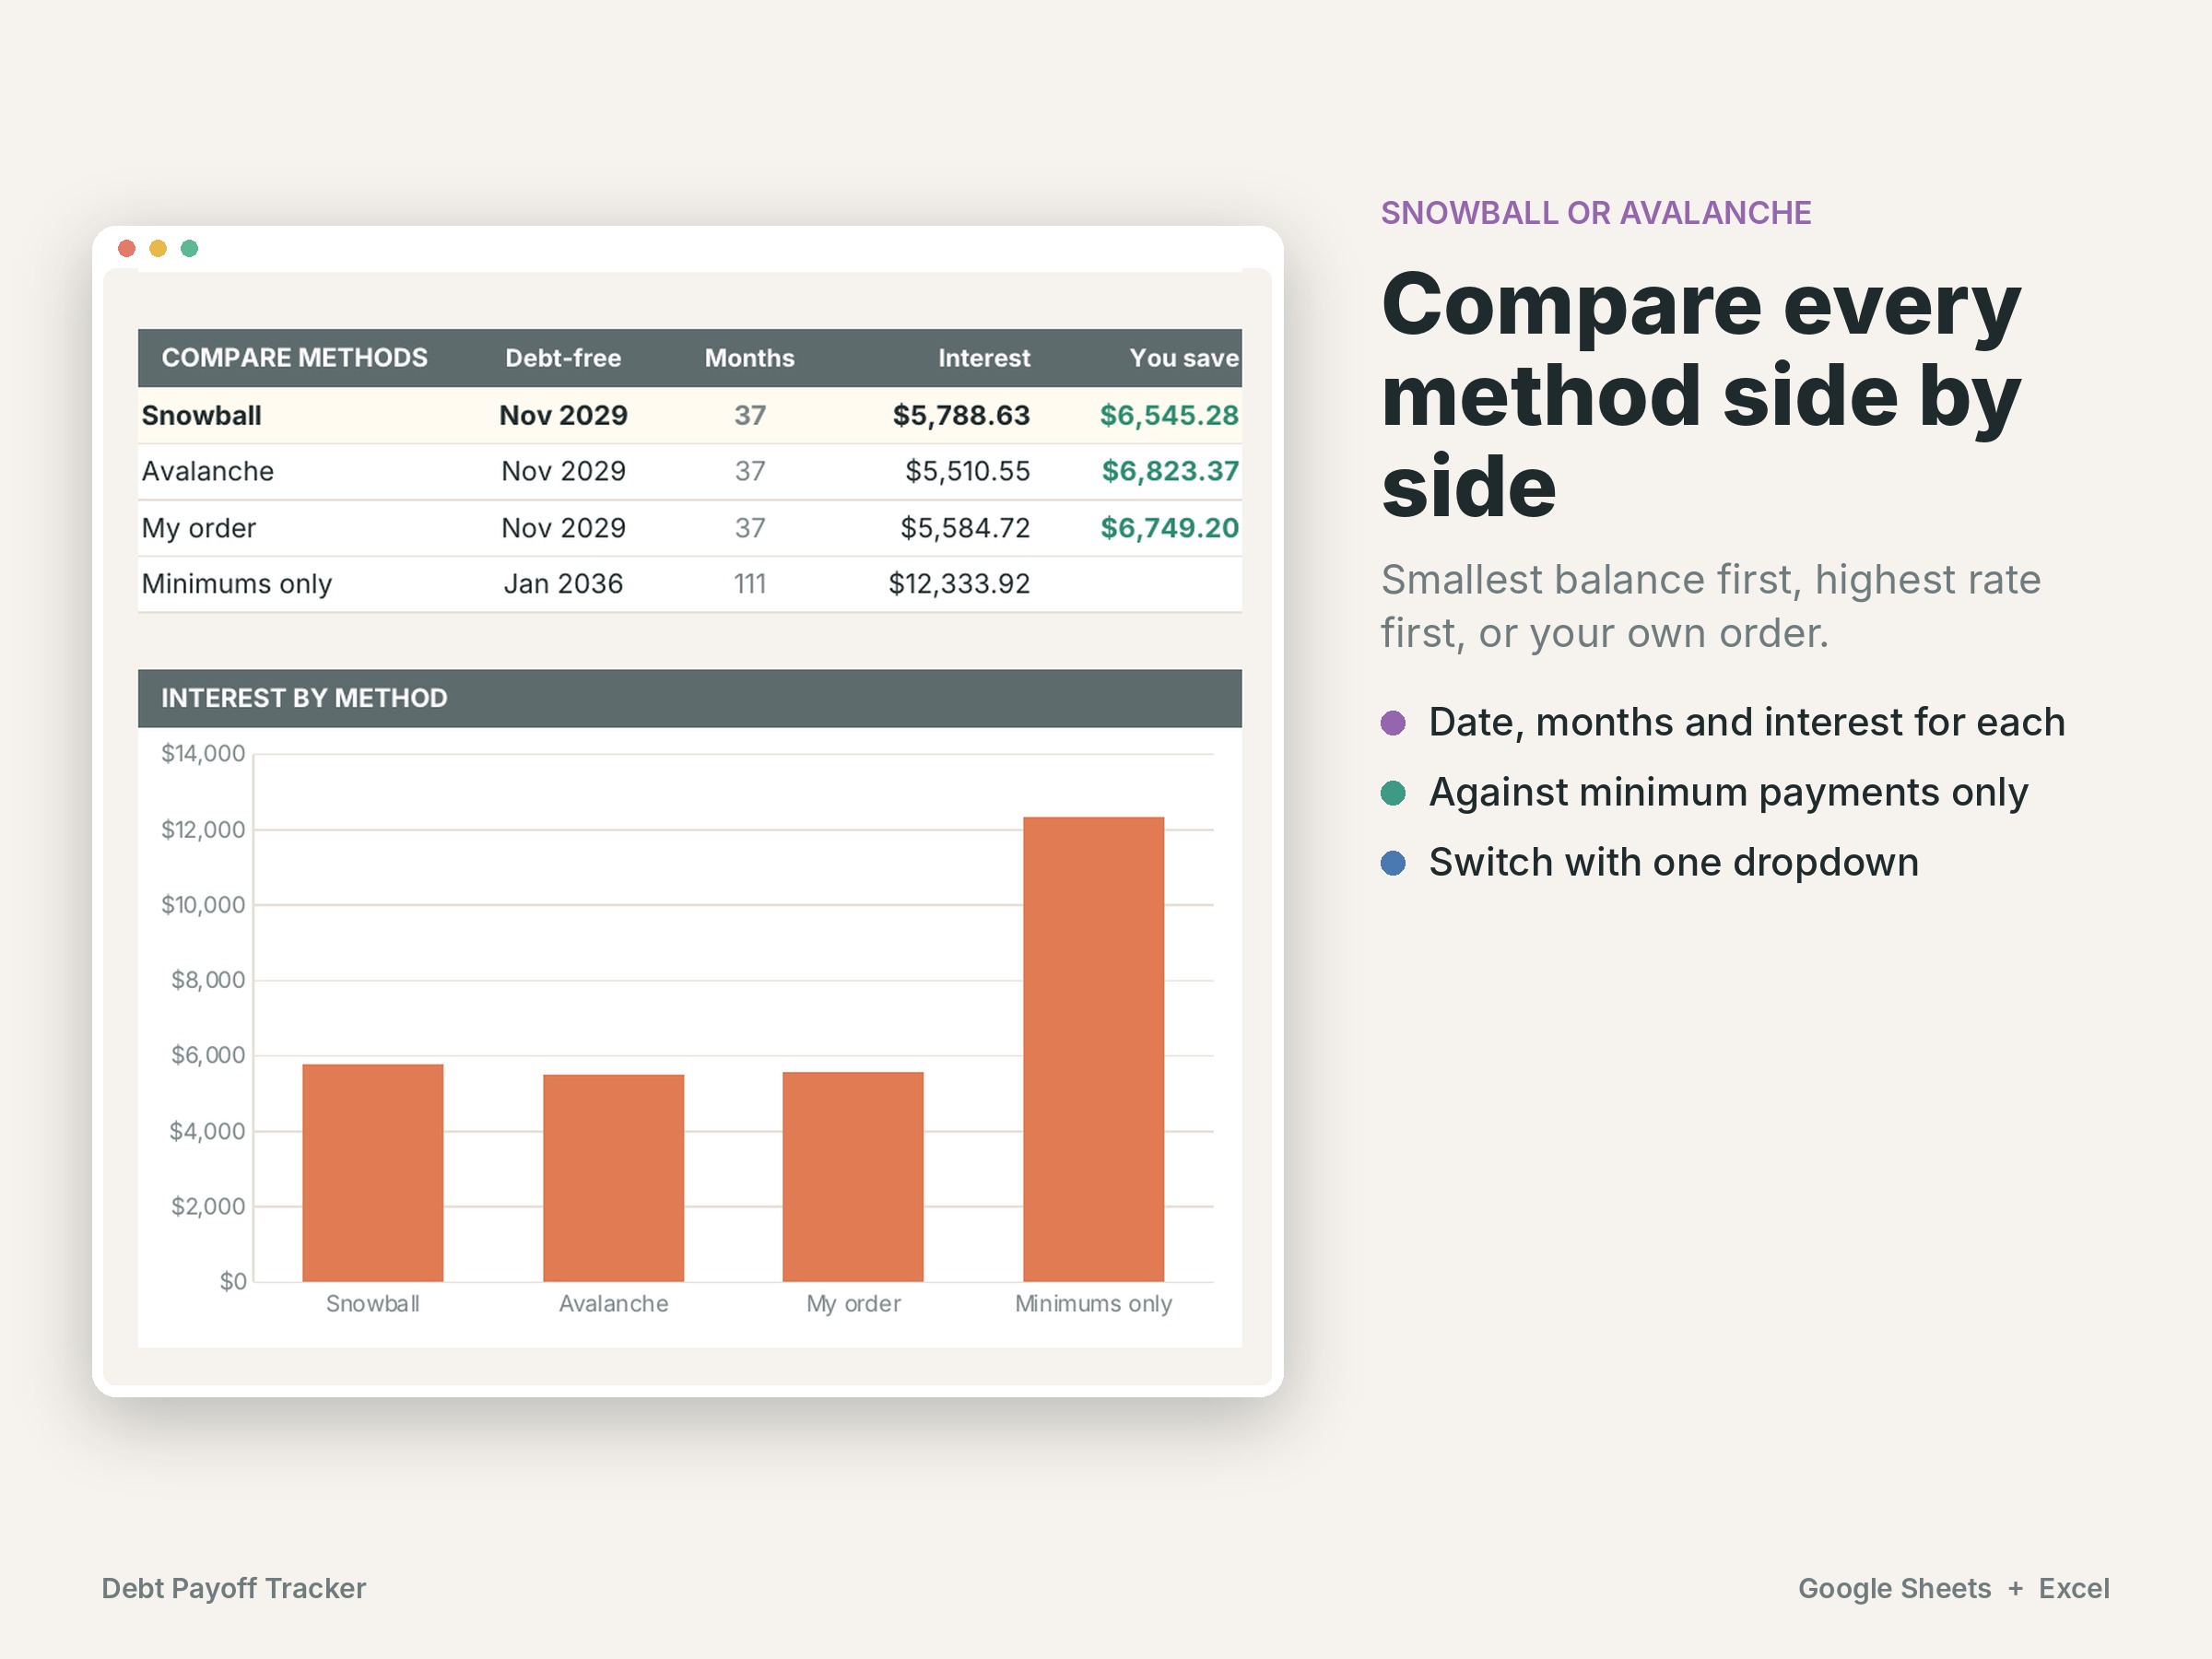 SNOWBALL OR AVALANCHE
Compare every
method side by
side
Smallest balance first, highest rate
first, or your own order.
Date, months and interest for each
Against minimum payments only
Switch with one dropdown
COMPARE METHODS Debt-free Months Interest You save
Snowball Nov 2029 37 $5,788.63 $6,545.28
Avalanche Nov 2029 37 $5,510.55 $6,823.37
My order Nov 2029 37 $5,584.72 $6,749.20
Minimums only Jan 2036 111 $12,333.92
INTEREST BY METHOD
$14,000
$12,000
$10,000
$8,000
$6,000
$4,000
$2,000
$0
Snowball Avalanche My order Minimums only
Debt Payoff Tracker
Google Sheets + Excel